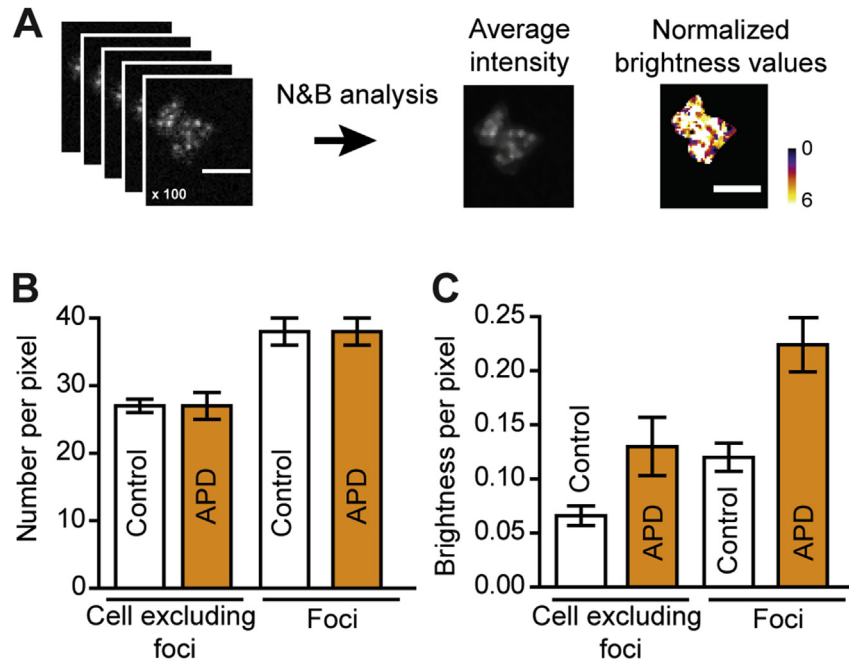 A
x 100
N&B analysis
Average
intensity
Normalized
brightness values
0
6
B
Number per pixel
40
30
20
10
0
Control
APD
Control
APD
Cell excluding
foci
Foci
C
Brightness per pixel
0.25
0.20
0.15
0.10
0.05
0.00
Control
APD
Control
APD
Cell excluding
foci
Foci